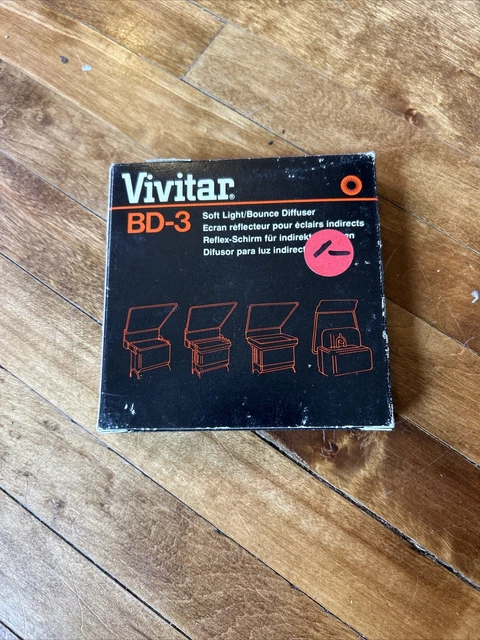 Vivitar®
BD-3
Soft Light/Bounce Diffuser
Ecran réflecteur pour éclairs indirects
Reflex-Schirm für
Difusor para luz